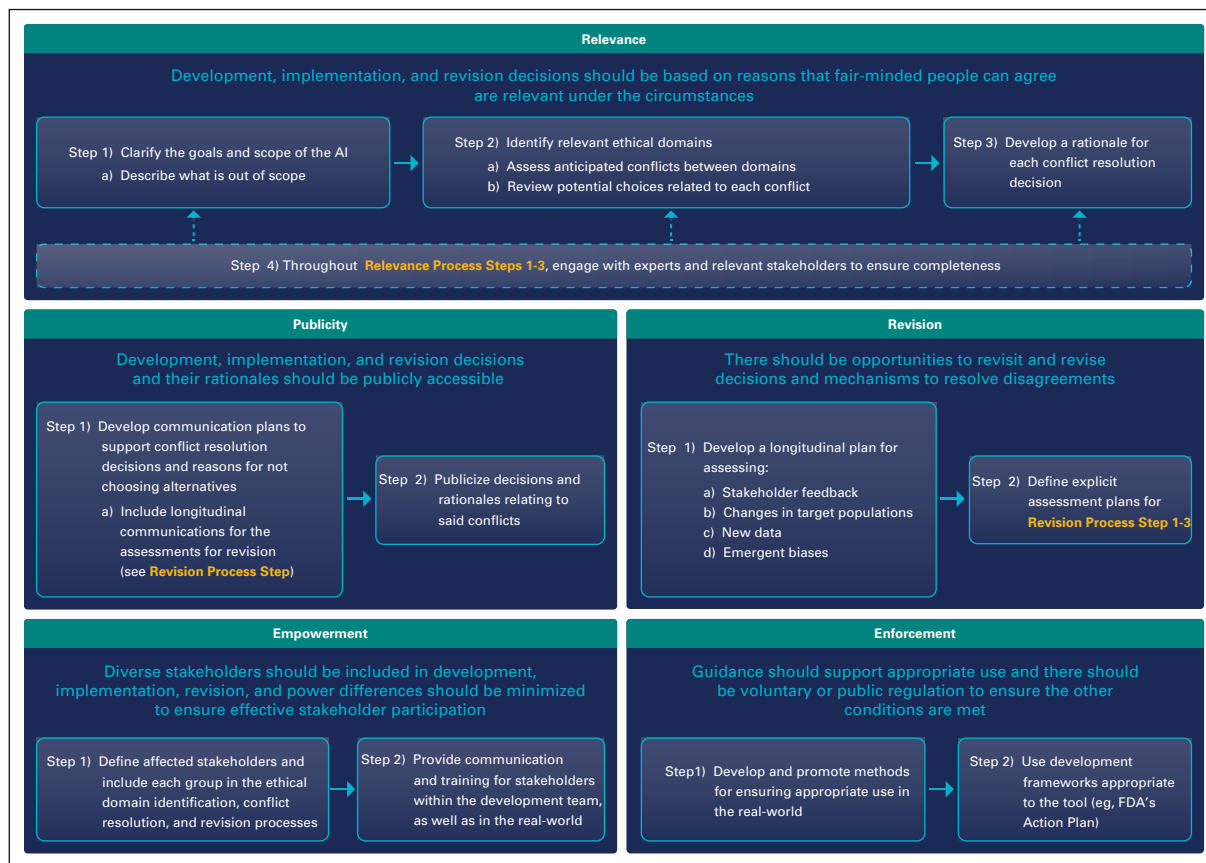 Relevance
Development, implementation, and revision decisions should be based on reasons that fair-minded people can agree
are relevant under the circumstances
Step 1) Clarify the goals and scope of the AI
a) Describe what is out of scope
Step 2) Identify relevant ethical domains
a) Assess anticipated conflicts between domains
b) Review potential choices related to each conflict
Step 3) Develop a rationale for
each conflict resolution
decision
Step 4) Throughout Relevance Process Steps 1-3, engage with experts and relevant stakeholders to ensure completeness
Publicity
Development, implementation, and revision decisions
and their rationales should be publicly accessible
Step 1) Develop communication plans to
support conflict resolution
decisions and reasons for not
choosing alternatives
a) Include longitudinal
communications for the
assessments for revision
(see Revision Process Step)
Step 2) Publicize decisions and
rationales relating to
said conflicts
Revision
There should be opportunities to revisit and revise
decisions and mechanisms to resolve disagreements
Step 1) Develop a longitudinal plan for
assessing:
a) Stakeholder feedback
b) Changes in target populations
c) New data
d) Emergent biases
Step 2) Define explicit
assessment plans for
Revision Process Step 1-3
Empowerment
Diverse stakeholders should be included in development,
implementation, revision, and power differences should be minimized
to ensure effective stakeholder participation
Step 1) Define affected stakeholders and
include each group in the ethical
domain identification, conflict
resolution, and revision processes
Step 2) Provide communication
and training for stakeholders
within the development team,
as well as in the real-world
Enforcement
Guidance should support appropriate use and there should
be voluntary or public regulation to ensure the other
conditions are met
Step1) Develop and promote methods
for ensuring appropriate use in
the real-world
Step 2) Use development
frameworks appropriate
to the tool (eg, FDA's
Action Plan)